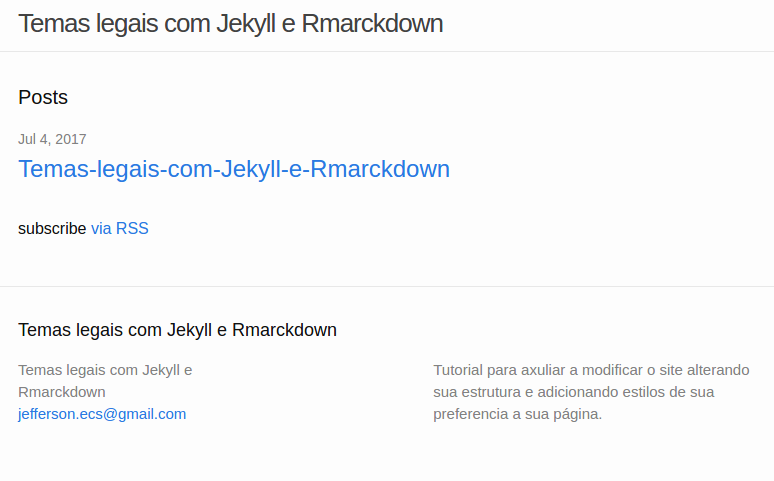 Temas legais com Jekyll e Rmarckdown
Posts
Jul 4, 2017
Temas-legais-com-Jekyll-e-Rmarckdown
subscribe via RSS
Temas legais com Jekyll e Rmarckdown
Temas legais com Jekyll e
Rmarckdown
jefferson.ecs@gmail.com
Tutorial para axuliar a modificar o site alterando
sua estrutura e adicionando estilos de sua
preferencia a sua página.